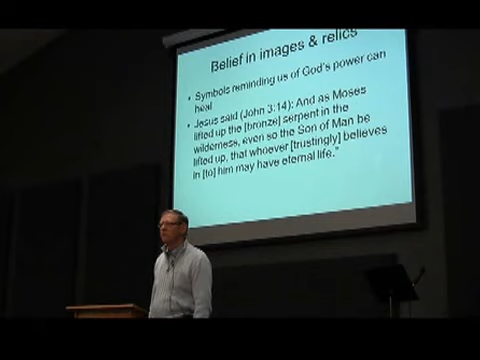 Belief in images & relics
• Symbols reminding us of God's power can
heal
• Jesus said (John 3:14): And as Moses
lifted up the [bronze] serpent in the
wilderness, even so the Son of Man be
lifted up, that whoever [trustingly] believes
in [to] him may have eternal life."